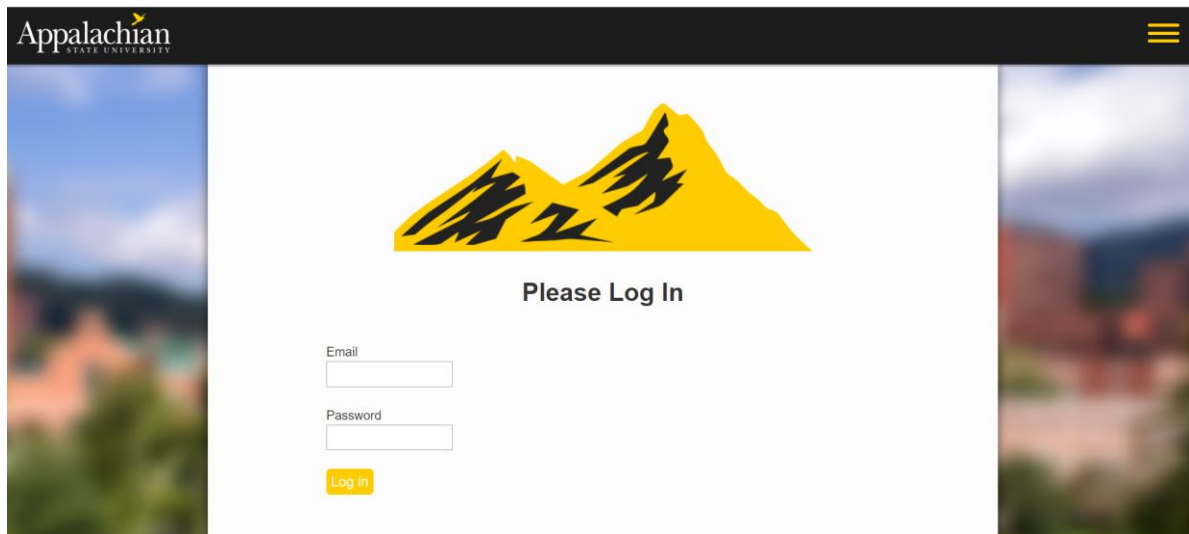 Appalachian
STATE UNIVERSITY
Please Log In
Email
Password
Log in